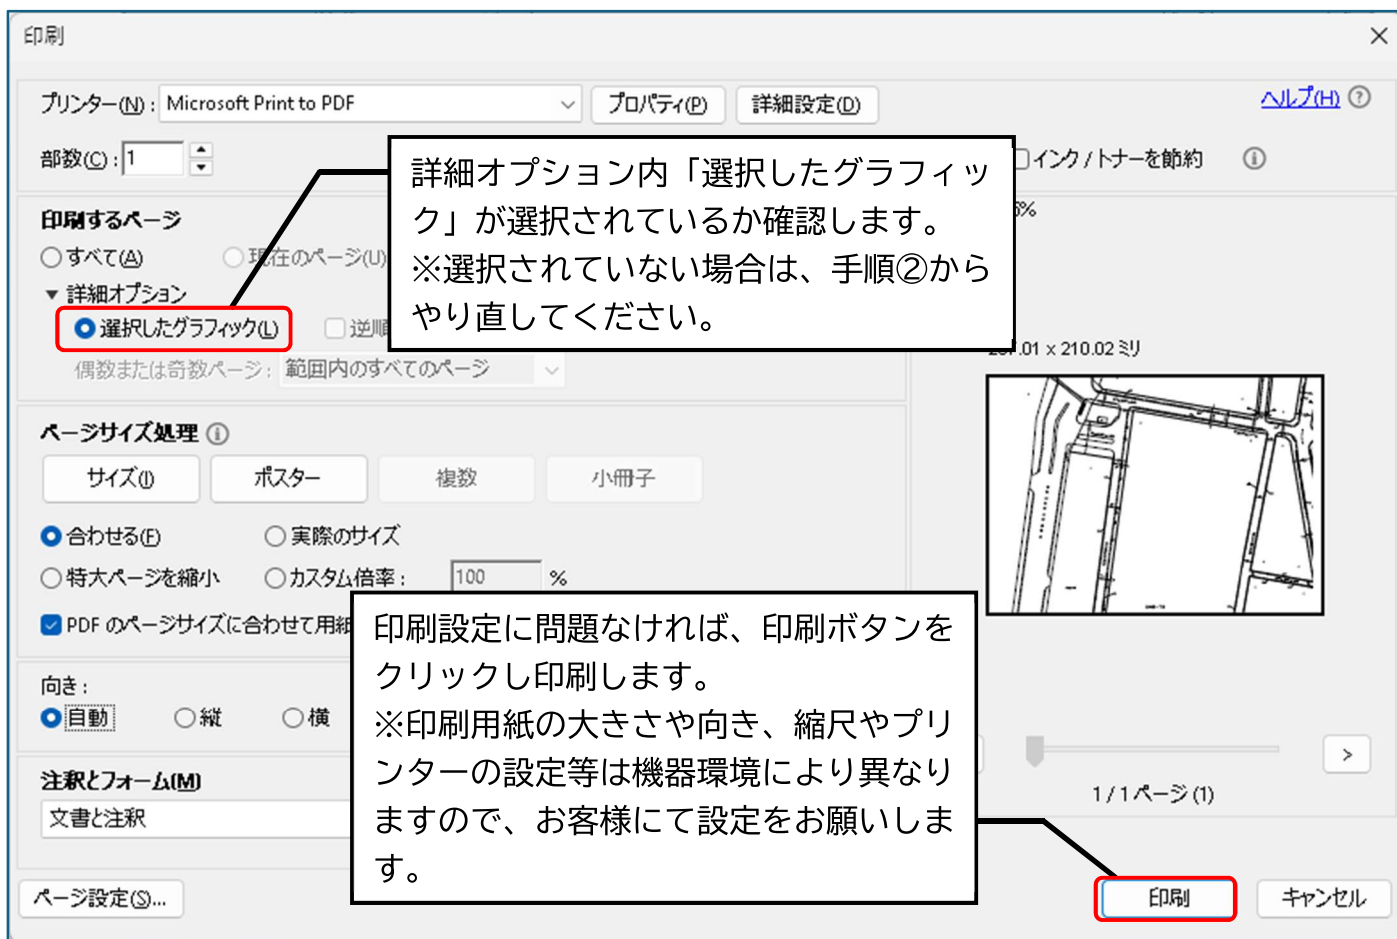 印刷
プリンター(N)： Microsoft Print to PDF プロパティ(P) 詳細設定(D) ヘルプ(H)
部数(C)： 1 インク / トナーを節約
詳細オプション内「選択したグラフィッ
ク」が選択されているか確認します。
※選択されていない場合は、手順②から
やり直してください。
印刷するページ
すべて(A) 現在のページ(U)
詳細オプション
選択したグラフィック(L) 逆順
偶数または奇数ページ： 範囲内のすべてのページ
%
.01 x 210.02 ミリ
ページサイズ処理
サイズ(I) ポスター 複数 小冊子
合わせる(F) 実際のサイズ
特大ページを縮小 カスタム倍率： 100 %
PDF のページサイズに合わせて用紙
印刷設定に問題なければ、印刷ボタンを
クリックし印刷します。
※印刷用紙の大きさや向き、縮尺やプリ
ンターの設定等は機器環境により異なり
ますので、お客様にて設定をお願いしま
す。
向き：
自動 縦 横
注釈とフォーム(M)
文書と注釈
>
1 / 1 ページ (1)
ページ設定(S)... 印刷 キャンセル